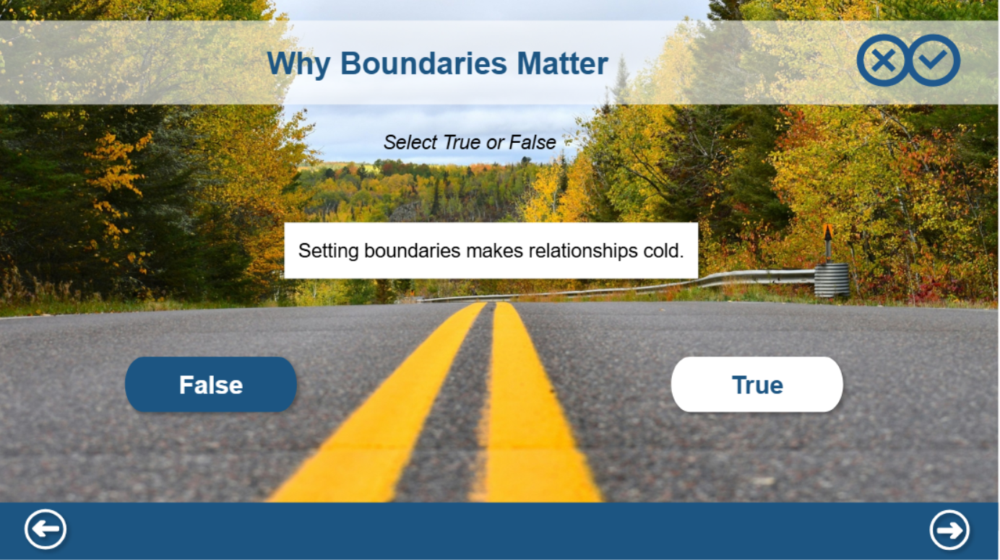 Why Boundaries Matter
Select True or False
Setting boundaries makes relationships cold.
False
True